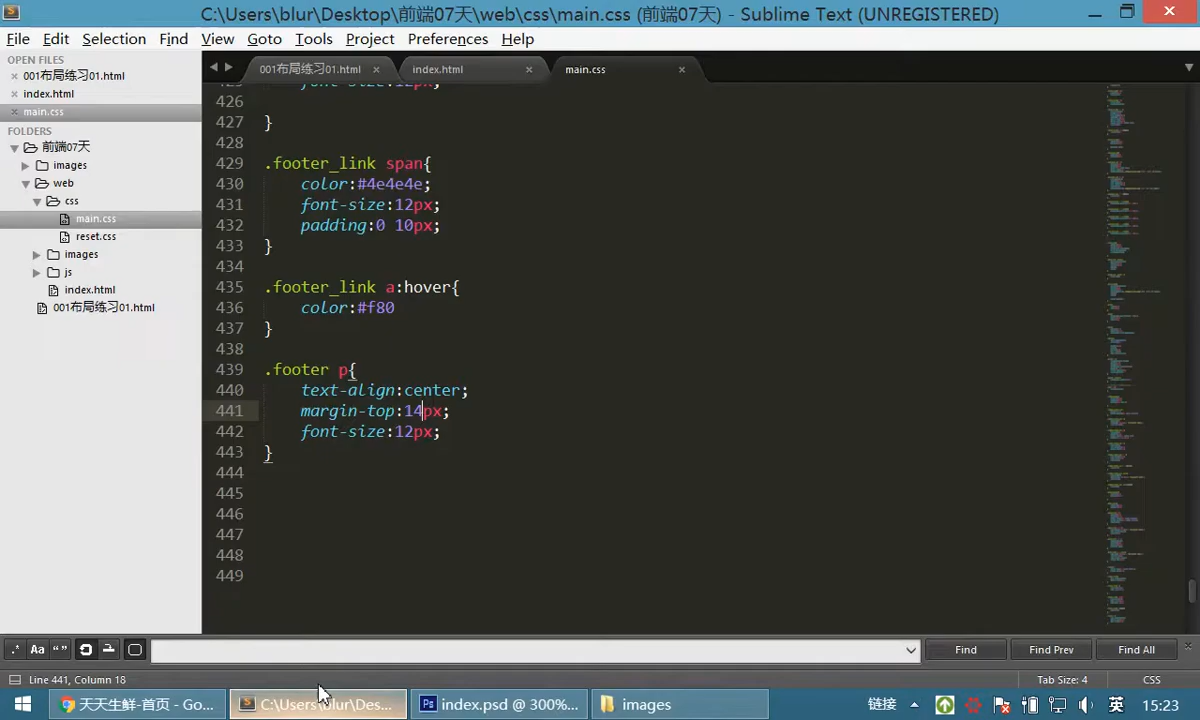 C:\Users\blur\Desktop\前端07天\web\css\main.css (前端07天) - Sublime Text (UNREGISTERED)
File Edit Selection Find View Goto Tools Project Preferences Help
OPEN FILES
001布局练习01.html
index.html
main.css
FOLDERS
前端07天
images
web
css
main.css
reset.css
images
js
index.html
001布局练习01.html
001布局练习01.html index.html main.css
425 font-size:12px;
426
427 }
428
429 .footer_link span{
430 color:#4e4e4e;
431 font-size:12px;
432 padding:0 10px;
433 }
434
435 .footer_link a:hover{
436 color:#f80
437 }
438
439 .footer p{
440 text-align:center;
441 margin-top:14px;
442 font-size:12px;
443 }
444
445
446
447
448
449
.* Aa “” Find Find Prev Find All
Line 441, Column 18 Tab Size: 4 CSS
天天生鲜-首页 - Go... C:\Users\blur\Des... index.psd @ 300%... images 链接 英 15:23